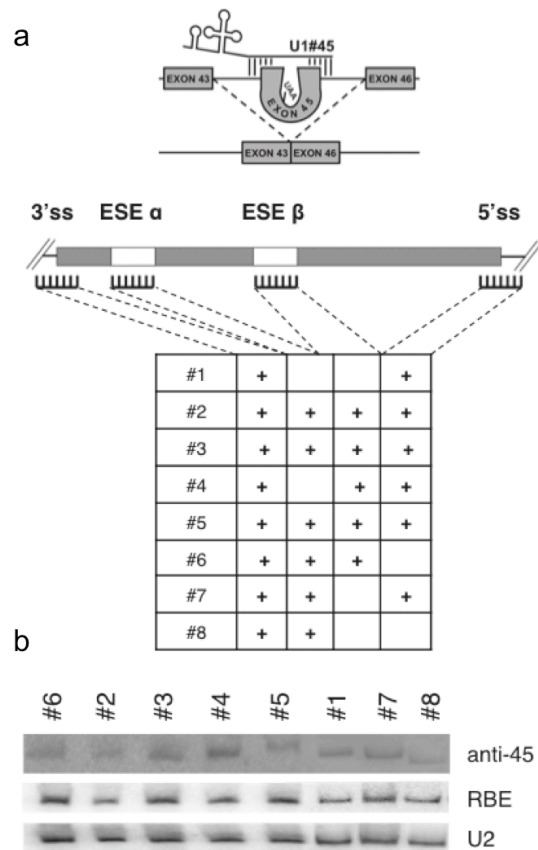 a
U1#45
EXON 43
UAA
EXON 45
EXON 46
EXON 43 EXON 46
3'ss ESE α ESE β 5'ss
#1 + +
#2 + + + +
#3 + + + +
#4 + + +
#5 + + + +
#6 + + +
#7 + + +
#8 + +
b
#6 #2 #3 #4 #5 #1 #7 #8
anti-45
RBE
U2